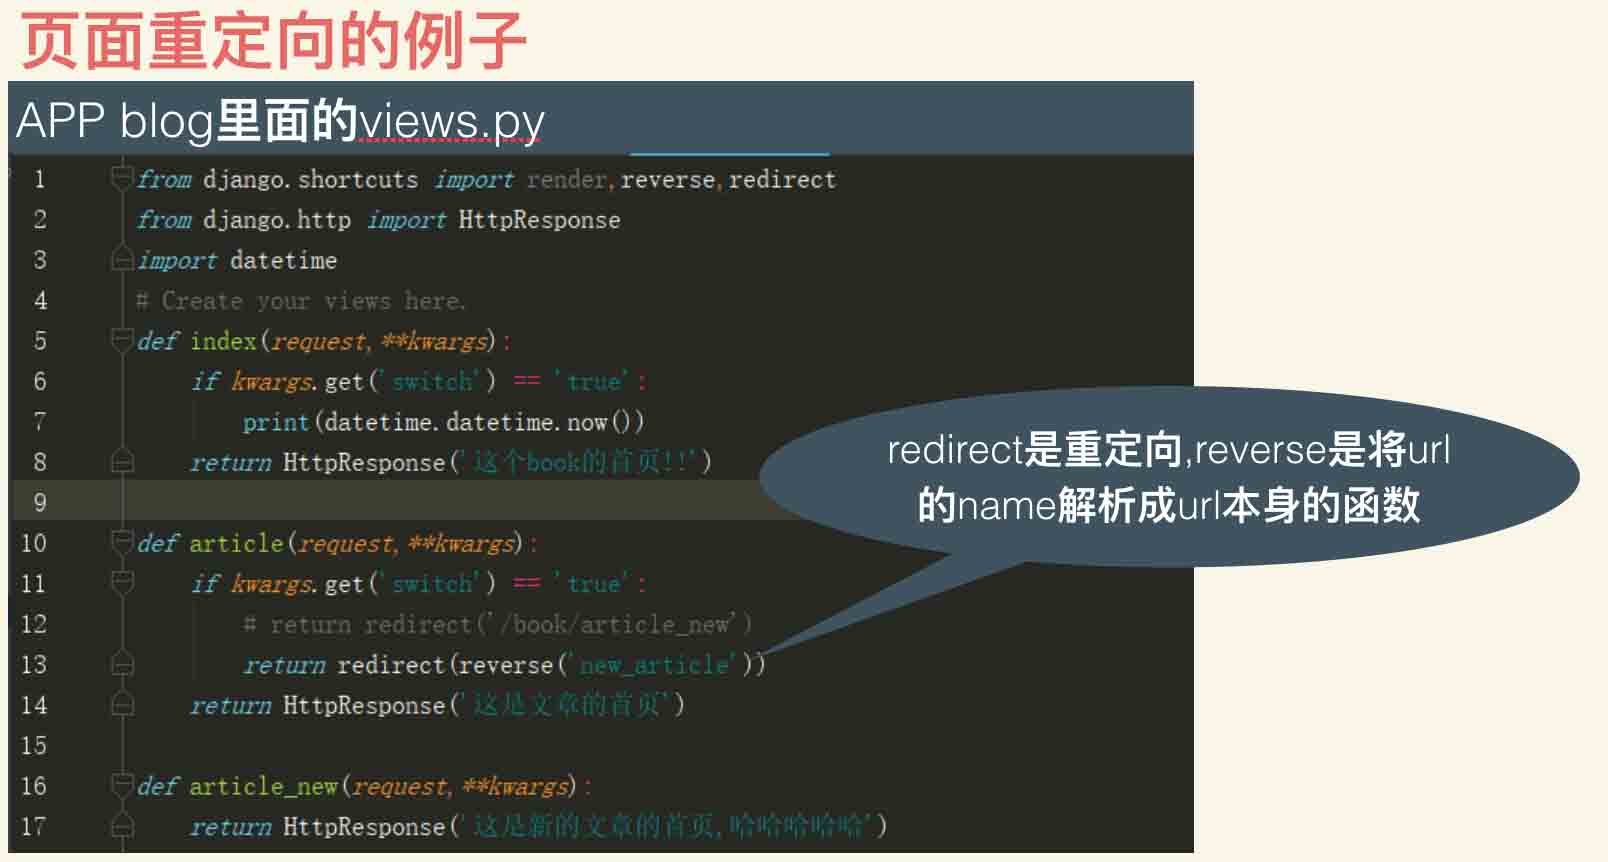 页面重定向的例子
APP blog里面的views.py
1 from django.shortcuts import render,reverse,redirect
2 from django.http import HttpResponse
3 import datetime
4 # Create your views here.
5 def index(request,**kwargs):
6 if kwargs.get('switch') == 'true':
7 print(datetime.datetime.now())
8 return HttpResponse('这个book的首页!!')
9
10 def article(request,**kwargs):
11 if kwargs.get('switch') == 'true':
12 # return redirect('/book/article_new')
13 return redirect(reverse('new_article'))
14 return HttpResponse('这是文章的首页')
15
16 def article_new(request,**kwargs):
17 return HttpResponse('这是新的文章的首页,哈哈哈哈哈')
redirect是重定向,reverse是将url
的name解析成url本身的函数